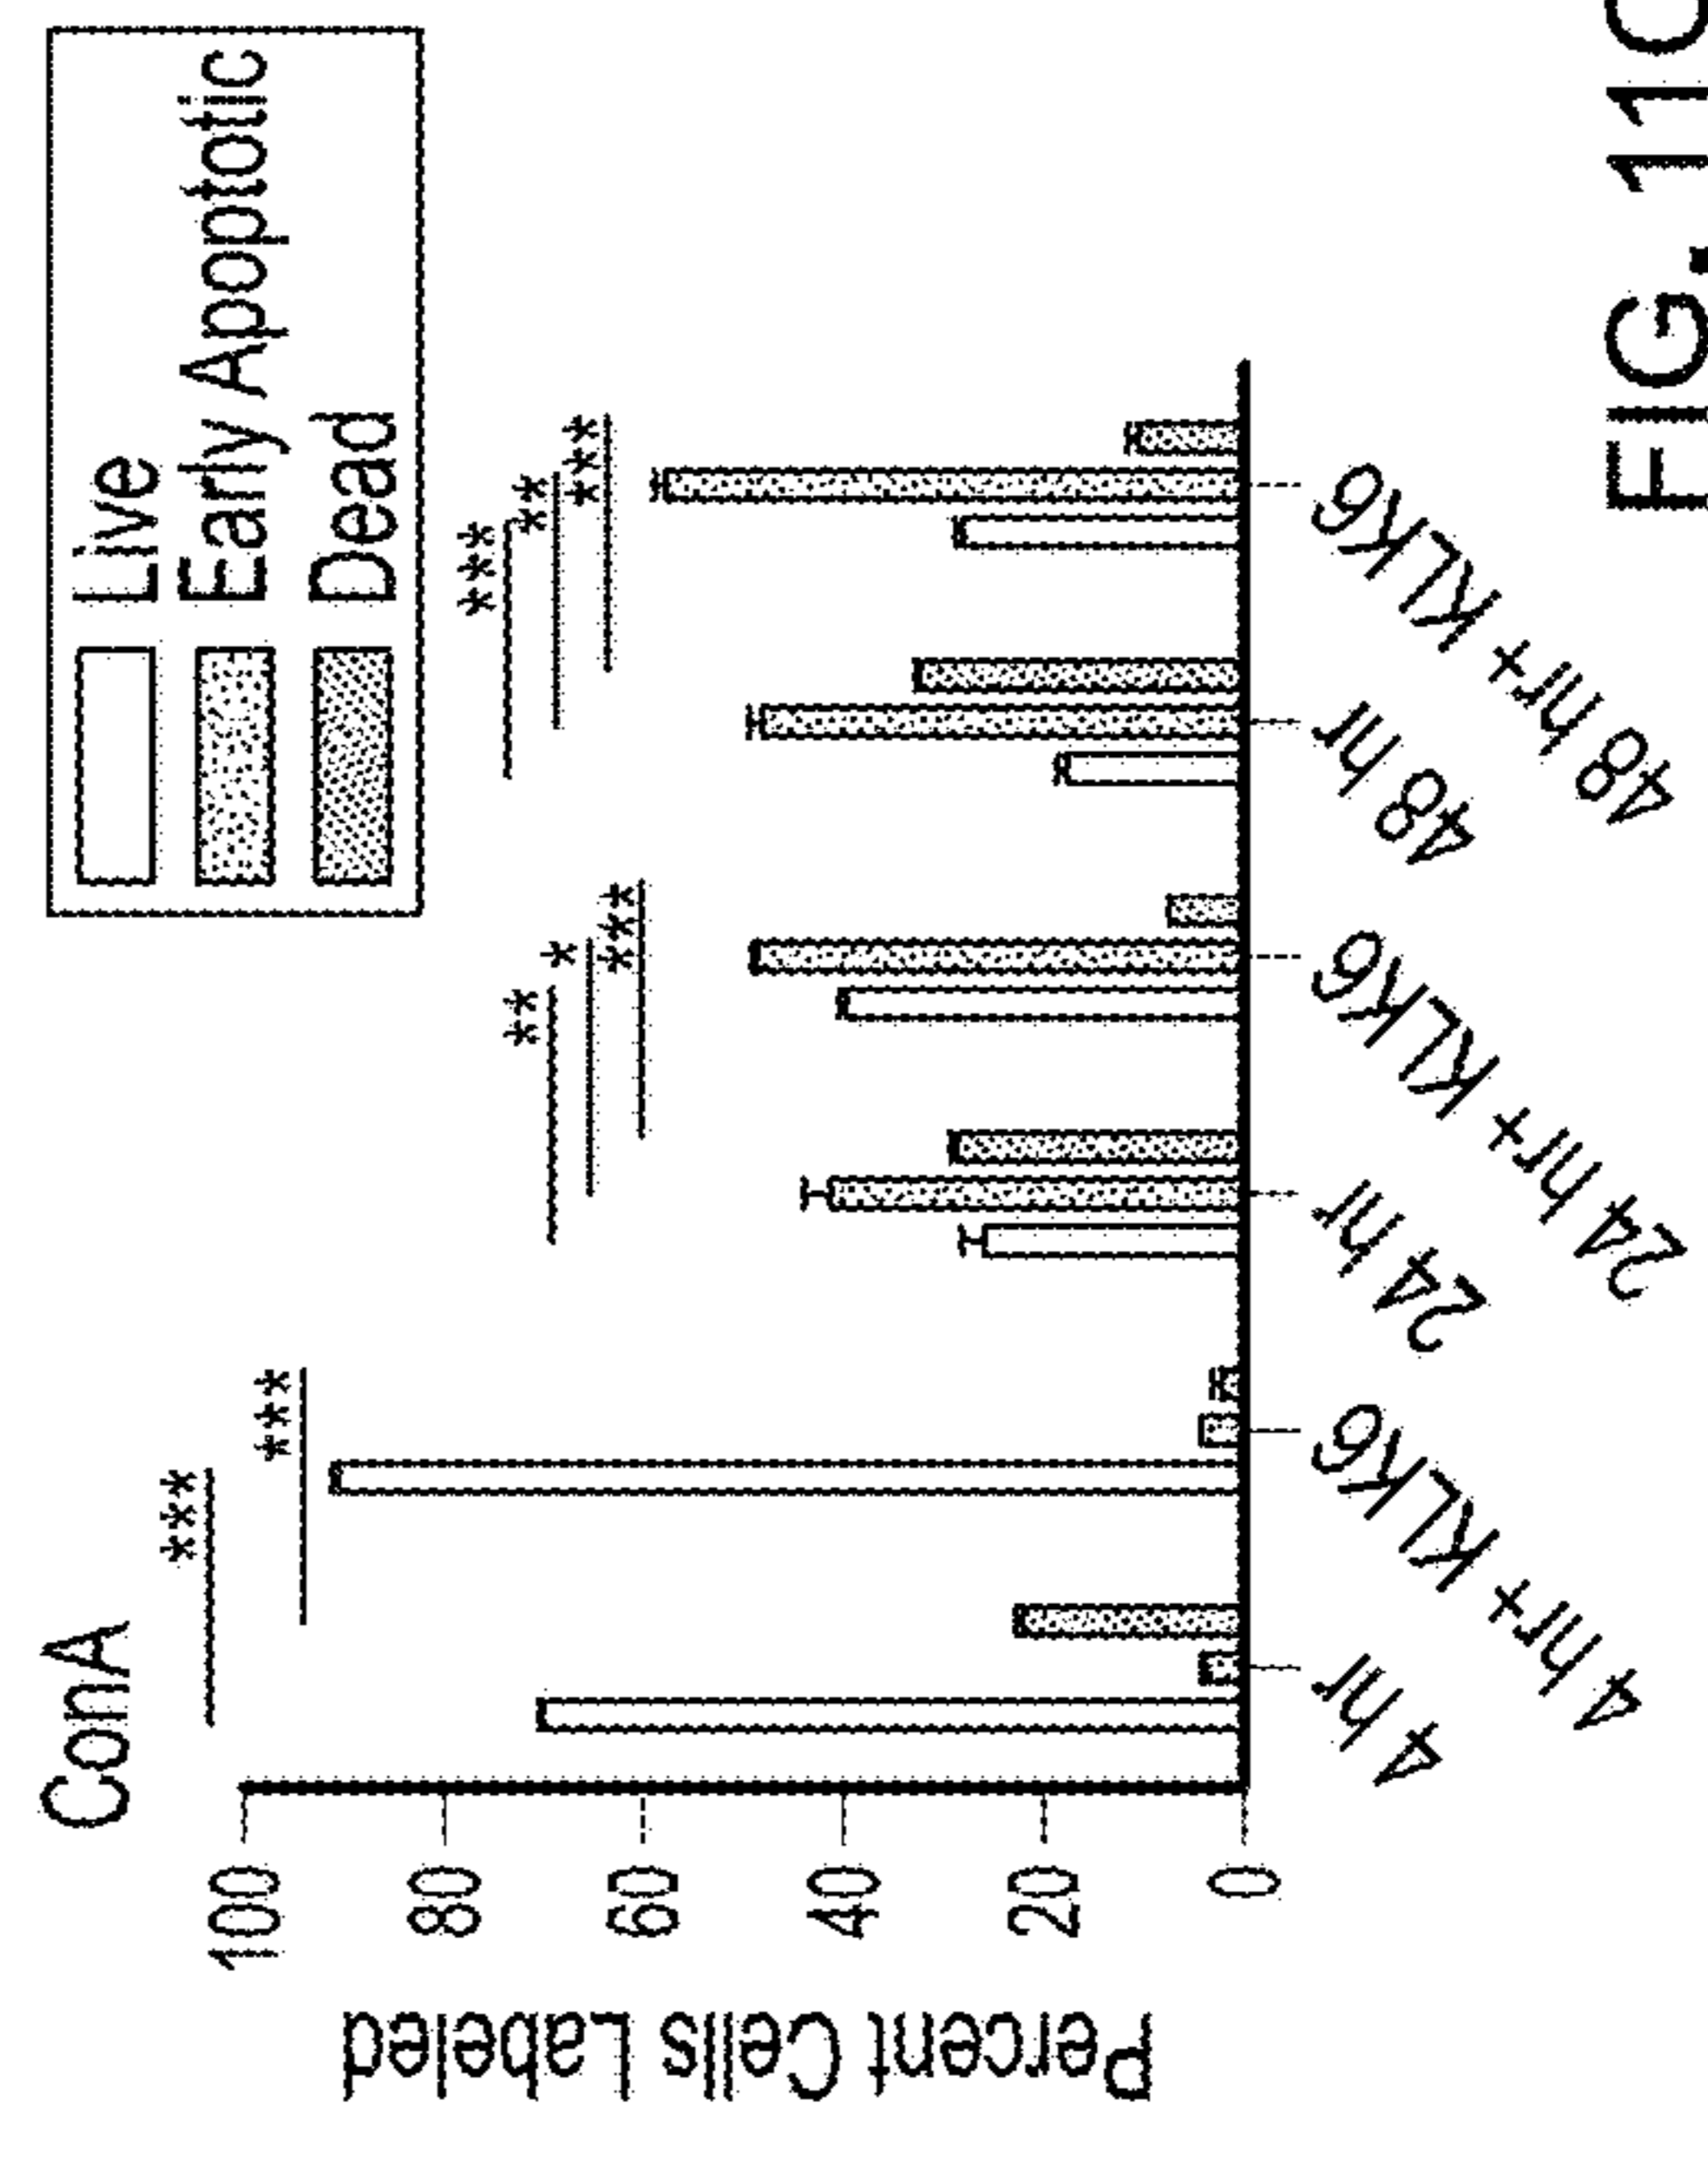 ConA
Live
Early Apoptotic
Dead
Percent Cells Labeled
100
80
60
40
20
0
***
***
**
*
***
***
**
***
4 hr
4 hr+ KLK6
24 hr
24 hr+ KLK6
48 hr
48 hr+ KLK6
FIG. 11C